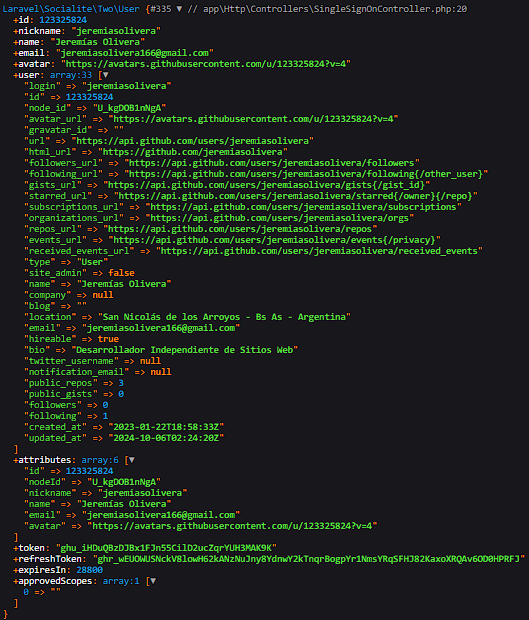 Laravel\Socialite\Two\User {#335 ▼ // app\Http\Controllers\SingleSignOnController.php:20
+id: 123325824
+nickname: "jeremiasolivera"
+name: "Jeremías Olivera"
+email: "jeremiasolivera166@gmail.com"
+avatar: "https://avatars.githubusercontent.com/u/123325824?v=4"
+user: array:33 [▼
"login" => "jeremiasolivera"
"id" => 123325824
"node_id" => "U_kgDOB1nNgA"
"avatar_url" => "https://avatars.githubusercontent.com/u/123325824?v=4"
"gravatar_id" => ""
"url" => "https://api.github.com/users/jeremiasolivera"
"html_url" => "https://github.com/jeremiasolivera"
"followers_url" => "https://api.github.com/users/jeremiasolivera/followers"
"following_url" => "https://api.github.com/users/jeremiasolivera/following{/other_user}"
"gists_url" => "https://api.github.com/users/jeremiasolivera/gists{/gist_id}"
"starred_url" => "https://api.github.com/users/jeremiasolivera/starred{/owner}{/repo}"
"subscriptions_url" => "https://api.github.com/users/jeremiasolivera/subscriptions"
"organizations_url" => "https://api.github.com/users/jeremiasolivera/orgs"
"repos_url" => "https://api.github.com/users/jeremiasolivera/repos"
"events_url" => "https://api.github.com/users/jeremiasolivera/events{/privacy}"
"received_events_url" => "https://api.github.com/users/jeremiasolivera/received_events"
"type" => "User"
"site_admin" => false
"name" => "Jeremías Olivera"
"company" => null
"blog" => ""
"location" => "San Nicolás de los Arroyos - Bs As - Argentina"
"email" => "jeremiasolivera166@gmail.com"
"hireable" => true
"bio" => "Desarrollador Independiente de Sitios Web"
"twitter_username" => null
"notification_email" => null
"public_repos" => 3
"public_gists" => 0
"followers" => 0
"following" => 1
"created_at" => "2023-01-22T18:58:33Z"
"updated_at" => "2024-10-06T02:24:20Z"
]
+attributes: array:6 [▼
"id" => 123325824
"nodeId" => "U_kgDOB1nNgA"
"nickname" => "jeremiasolivera"
"name" => "Jeremías Olivera"
"email" => "jeremiasolivera166@gmail.com"
"avatar" => "https://avatars.githubusercontent.com/u/123325824?v=4"
]
+token: "ghu_iHDuQBzDJBx1FJn55CilD2ucZqrYUH3MAK9K"
+refreshToken: "ghr_wEUOWUSNckV8lowH62kANzNuJny8YdnwY2kTnqrBogpYr1NmsYRqSFHJ82KaxoXRQAv6OD0HPRFJ"
+expiresIn: 28800
+approvedScopes: array:1 [▼
0 => ""
]
}